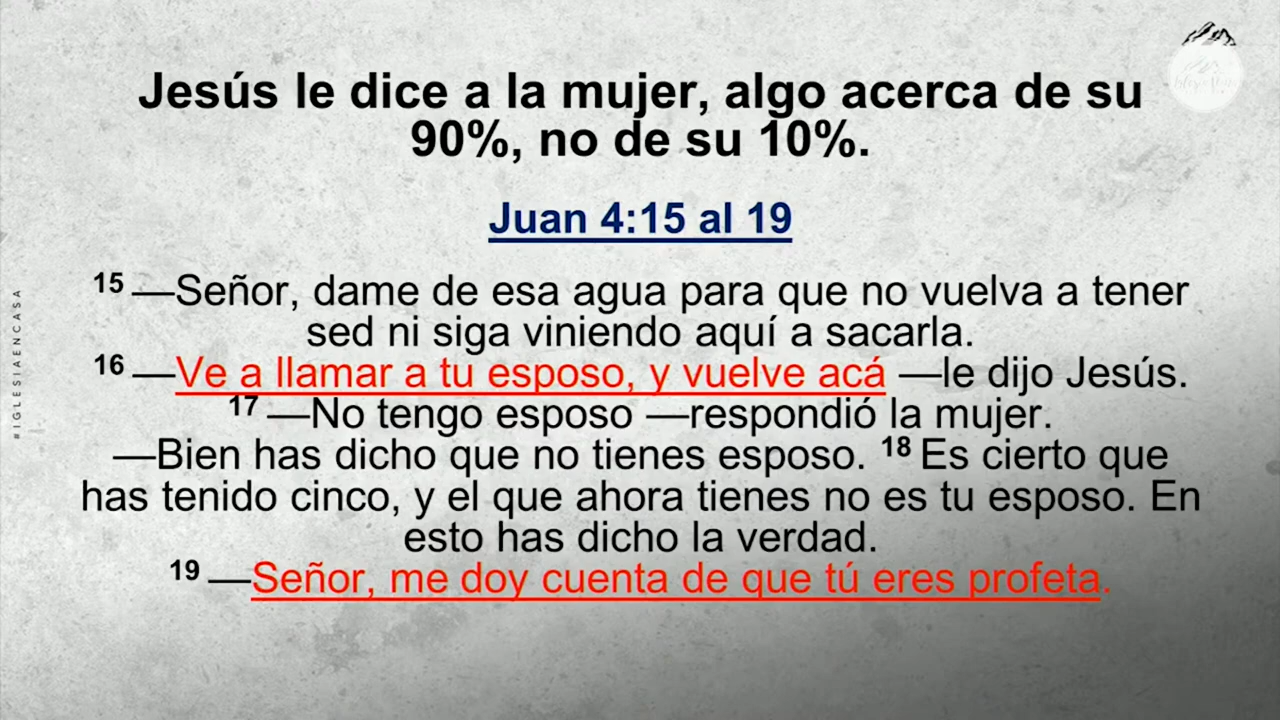 Jesús le dice a la mujer, algo acerca de su
90%, no de su 10%.
Juan 4:15 al 19
15 —Señor, dame de esa agua para que no vuelva a tener
sed ni siga viniendo aquí a sacarla.
16 —Ve a llamar a tu esposo, y vuelve acá —le dijo Jesús.
17 —No tengo esposo —respondió la mujer.
—Bien has dicho que no tienes esposo. 18 Es cierto que
has tenido cinco, y el que ahora tienes no es tu esposo. En
esto has dicho la verdad.
19 —Señor, me doy cuenta de que tú eres profeta.
#IGLESIAENCASA